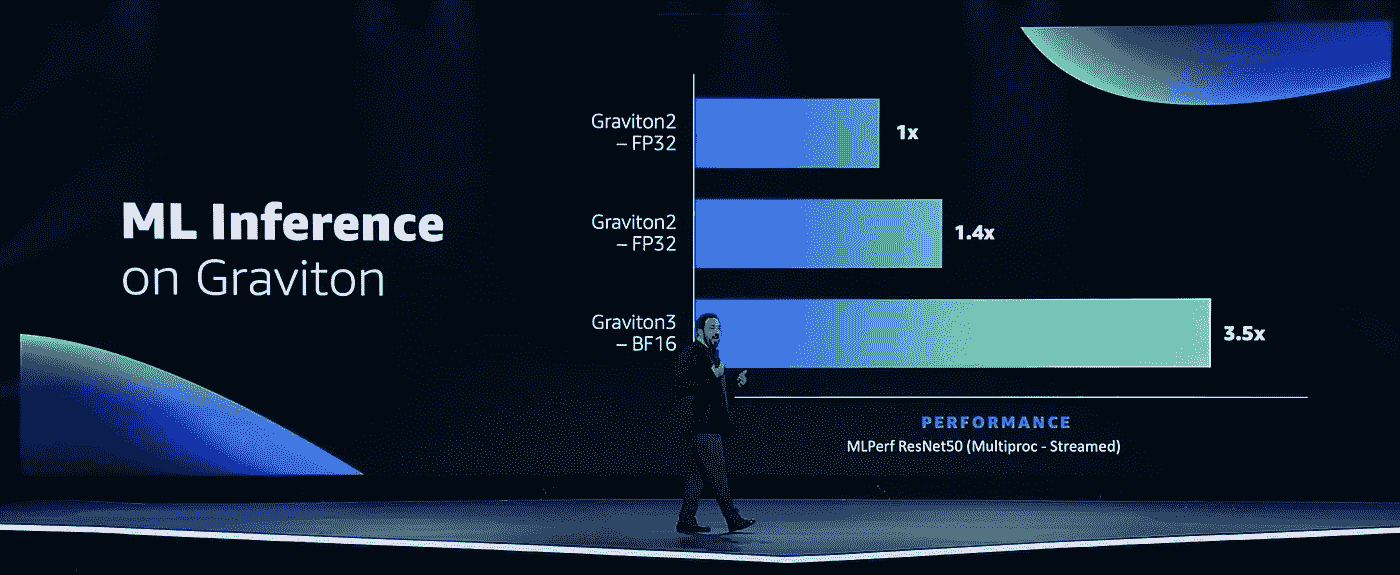 ML Inference
on Graviton
Graviton2
– FP32
1x
Graviton2
– FP32
1.4x
Graviton3
– BF16
3.5x
PERFORMANCE
MLPerf ResNet50 (Multiproc - Streamed)